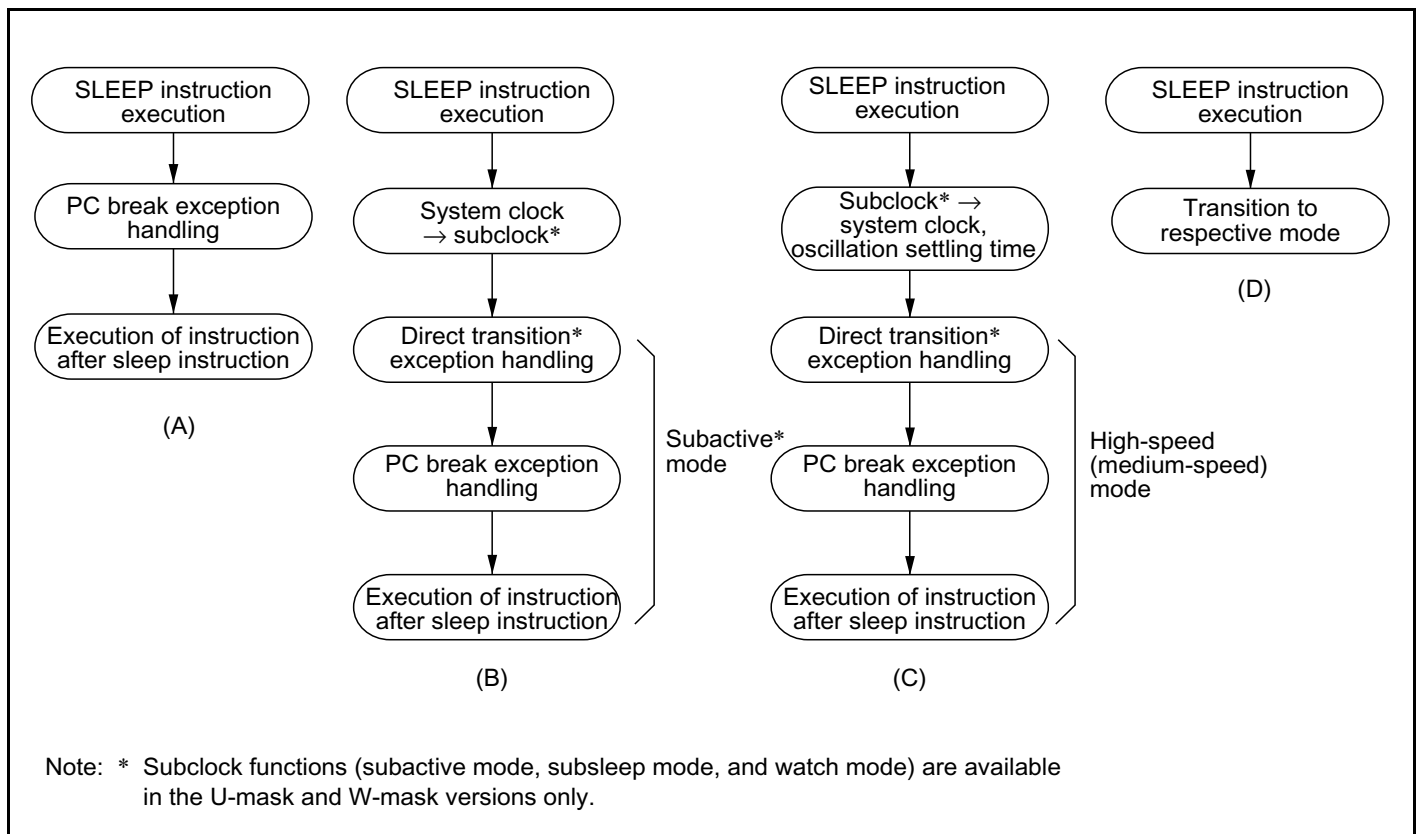 SLEEP instruction
execution
PC break exception
handling
Execution of instruction
after sleep instruction
(A)
SLEEP instruction
execution
System clock
→ subclock*
Direct transition*
exception handling
PC break exception
handling
Execution of instruction
after sleep instruction
Subactive*
mode
(B)
SLEEP instruction
execution
Subclock* →
system clock,
oscillation settling time
Direct transition*
exception handling
PC break exception
handling
Execution of instruction
after sleep instruction
High-speed
(medium-speed)
mode
(C)
SLEEP instruction
execution
Transition to
respective mode
(D)
Note: * Subclock functions (subactive mode, subsleep mode, and watch mode) are available
in the U-mask and W-mask versions only.